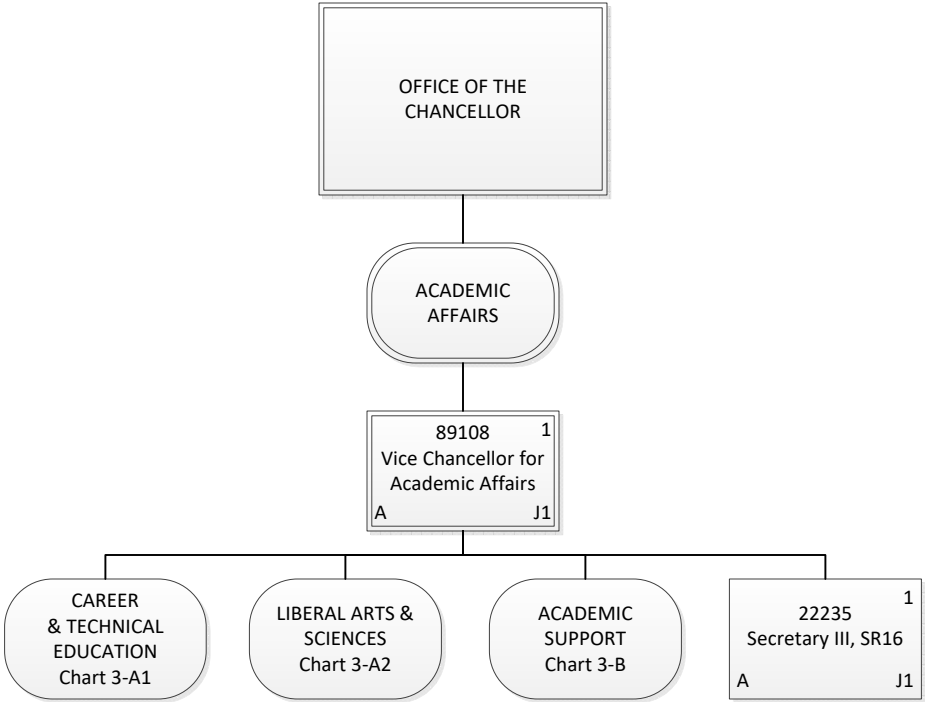 OFFICE OF THE
CHANCELLOR
ACADEMIC
AFFAIRS
89108 1
Vice Chancellor for
Academic Affairs
A J1
CAREER
& TECHNICAL
EDUCATION
Chart 3-A1
LIBERAL ARTS &
SCIENCES
Chart 3-A2
ACADEMIC
SUPPORT
Chart 3-B
1
22235
Secretary III, SR16
A J1